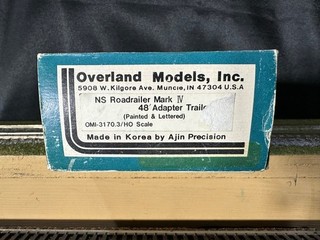 Overland Models, Inc.
5908 W. Kilgore Ave. Muncie, IN 47304 U.S.A
NS Roadrailer Mark IV
48' Adapter Traile
(Painted & Lettered)
OMI-3170.3/HO Scale
Made in Korea by Ajin Precision